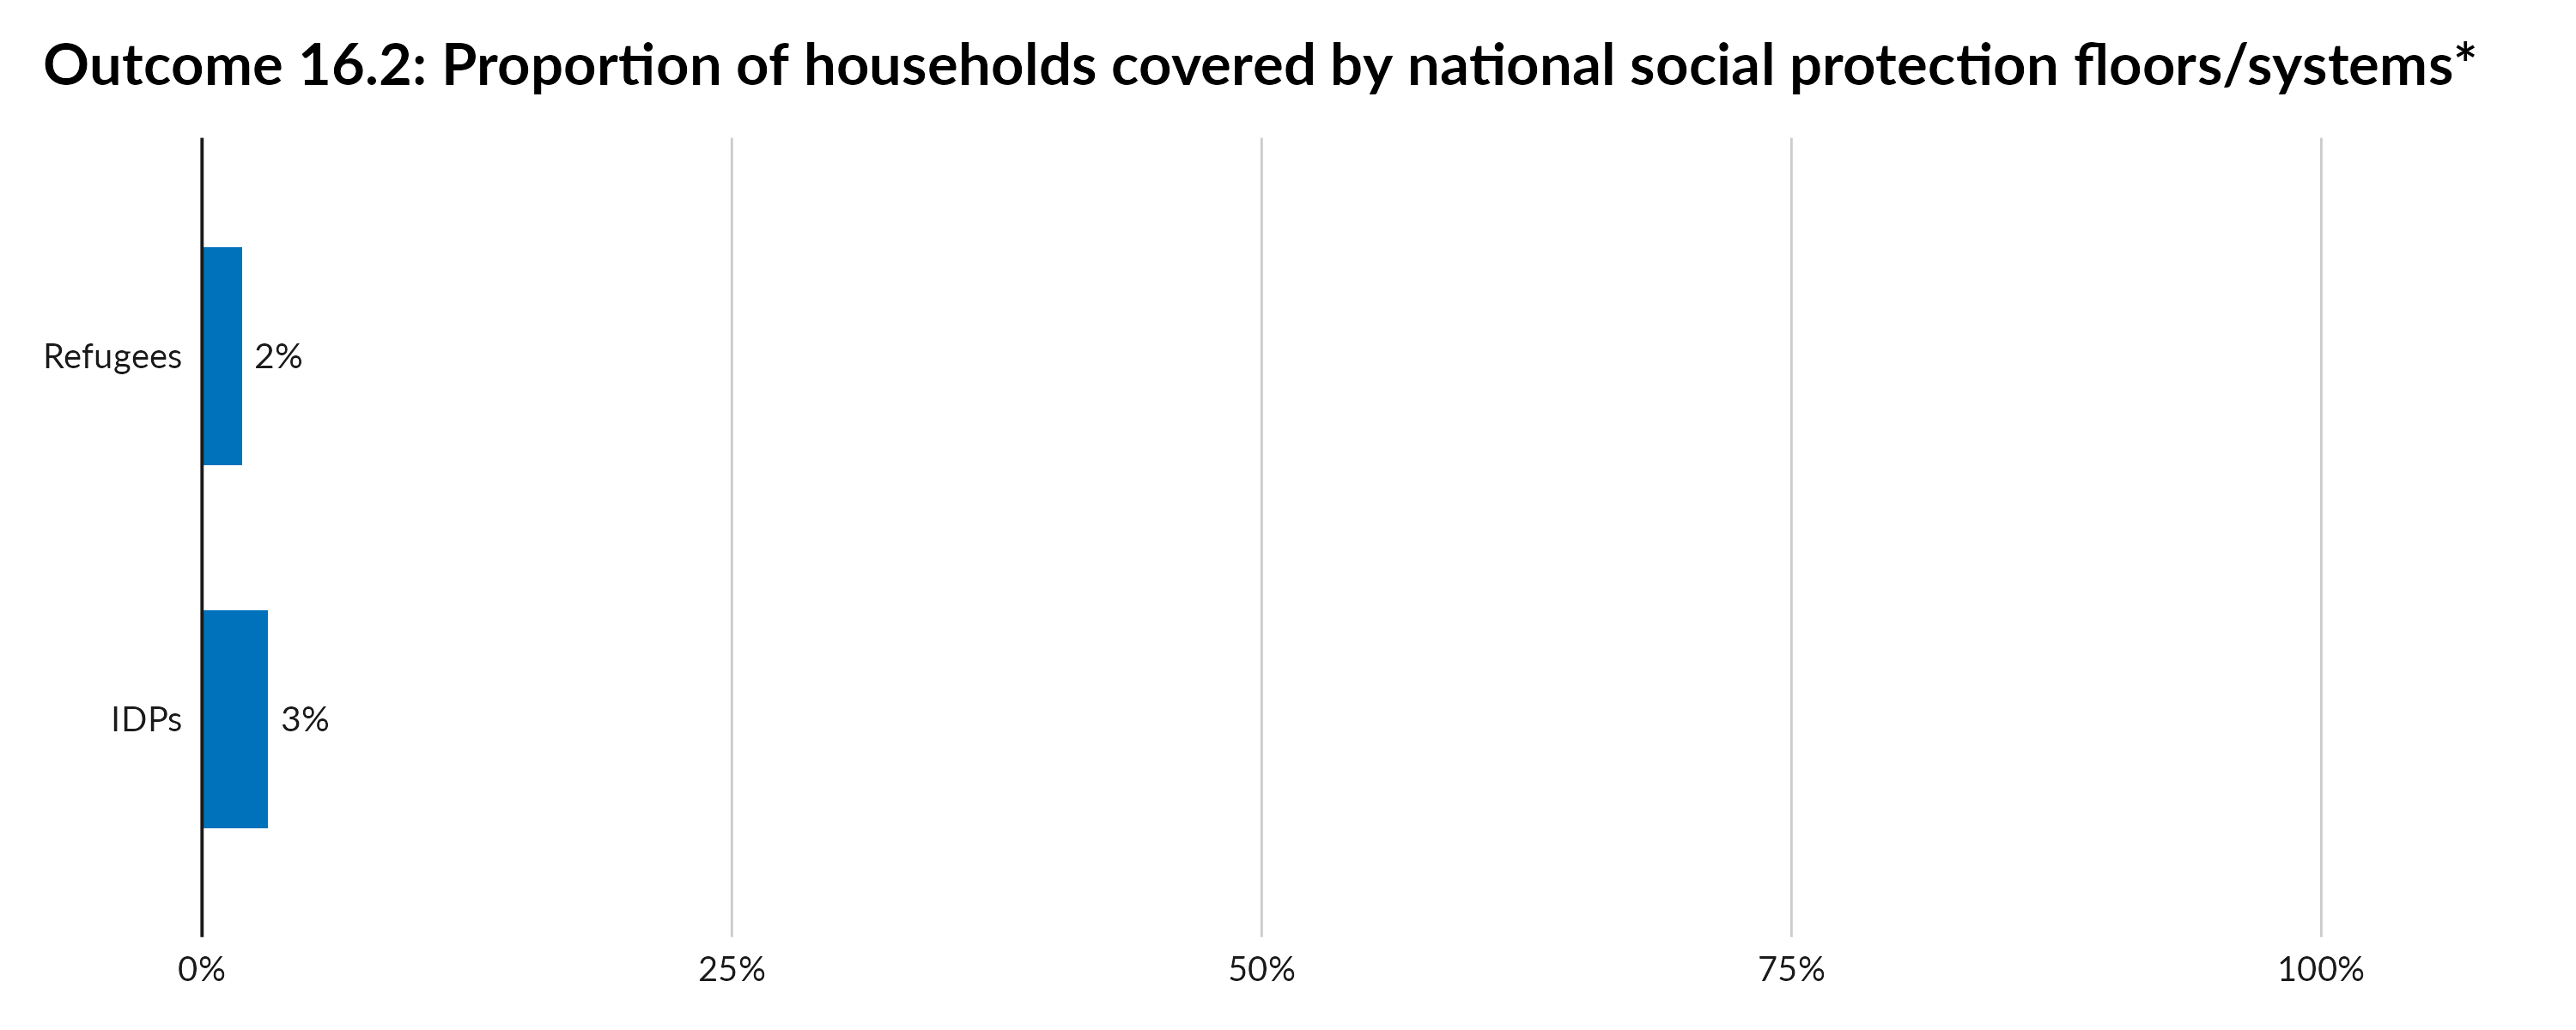 Outcome 16.2: Proportion of households covered by national social protection floors/systems*
Refugees 2%
IDPs 3%
0% 25% 50% 75% 100%